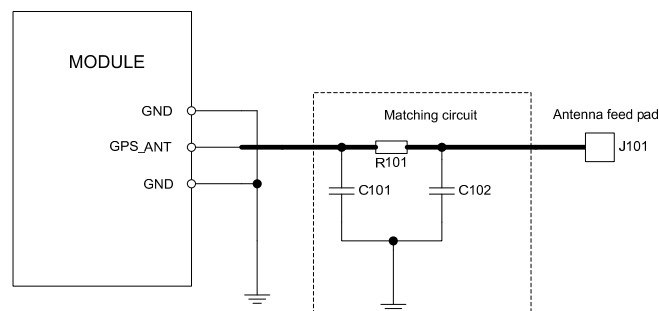 MODULE
GND
GPS_ANT
GND
Matching circuit
R101
C101
C102
Antenna feed pad
J101